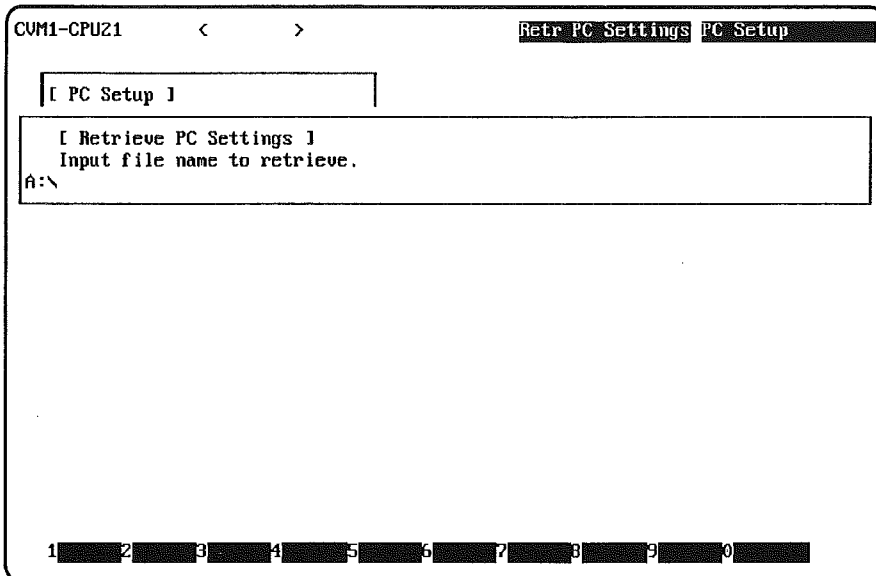 CVM1-CPU21 < > Retr PC Settings PC Setup
[ PC Setup ]
[ Retrieve PC Settings ]
Input file name to retrieve.
A:\
1 2 3 4 5 6 7 8 9 0